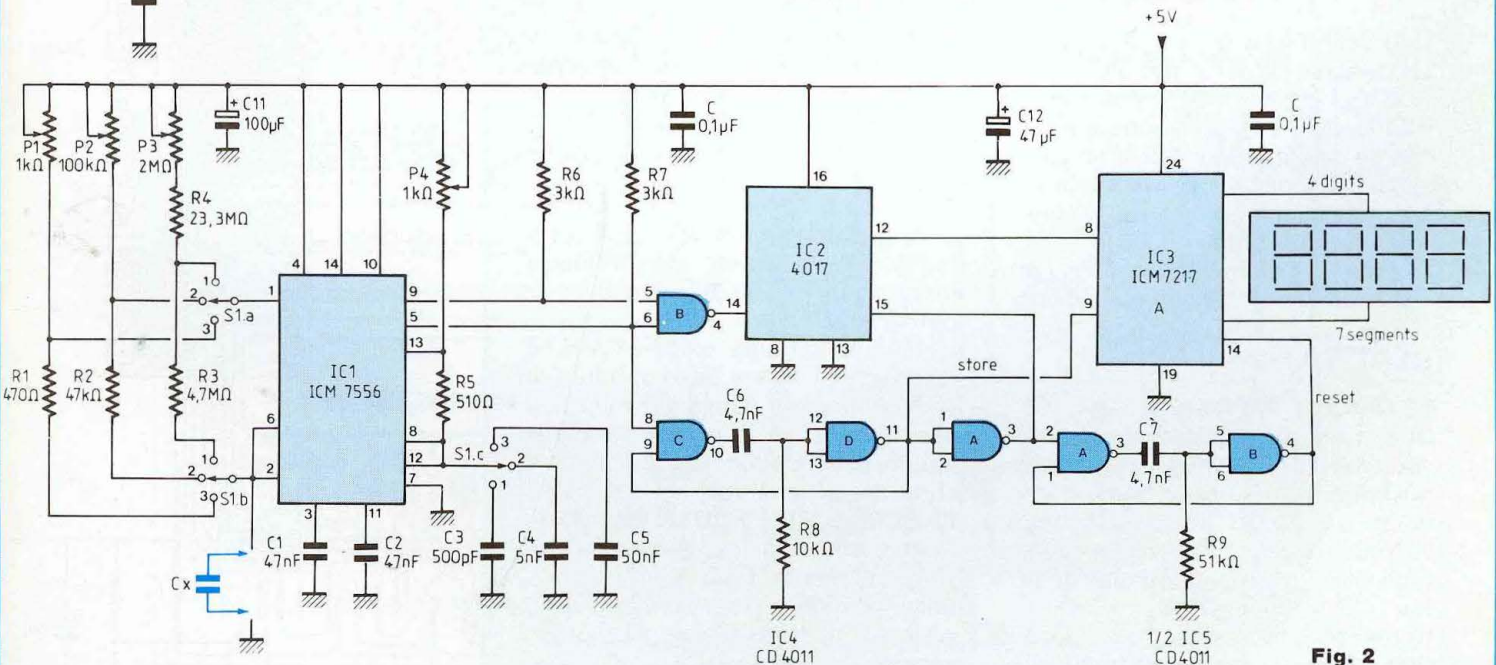 +5V
C11
100µF
C
0,1µF
C12
47µF
C
0,1µF
P1
1kΩ
P2
100kΩ
P3
2MΩ
R4
23,3MΩ
P4
1kΩ
R6
3kΩ
R7
3kΩ
16
24
4 digits
4 14 10
IC2
4017
12
8
IC3
ICM7217
A
1
2
3
S1.a
1
9
5
6
B
4
14
15
9
7 segments
5
13
8
13
14
IC1
ICM 7556
store
19
reset
R1
470Ω
R2
47kΩ
R3
4,7MΩ
R5
510Ω
C6
4,7nF
6
8
9
C
10
12
13
D
11
1
2
A
3
2
1
A
3
C7
4,7nF
5
6
B
4
1
2
3
S1.b
2
8
12
7
S1.c
3
2
1
3
11
C1
47nF
C2
47nF
C3
500pF
C4
5nF
C5
50nF
R8
10kΩ
R9
51kΩ
Cx
IC4
CD4011
1/2 IC5
CD4011
Fig. 2